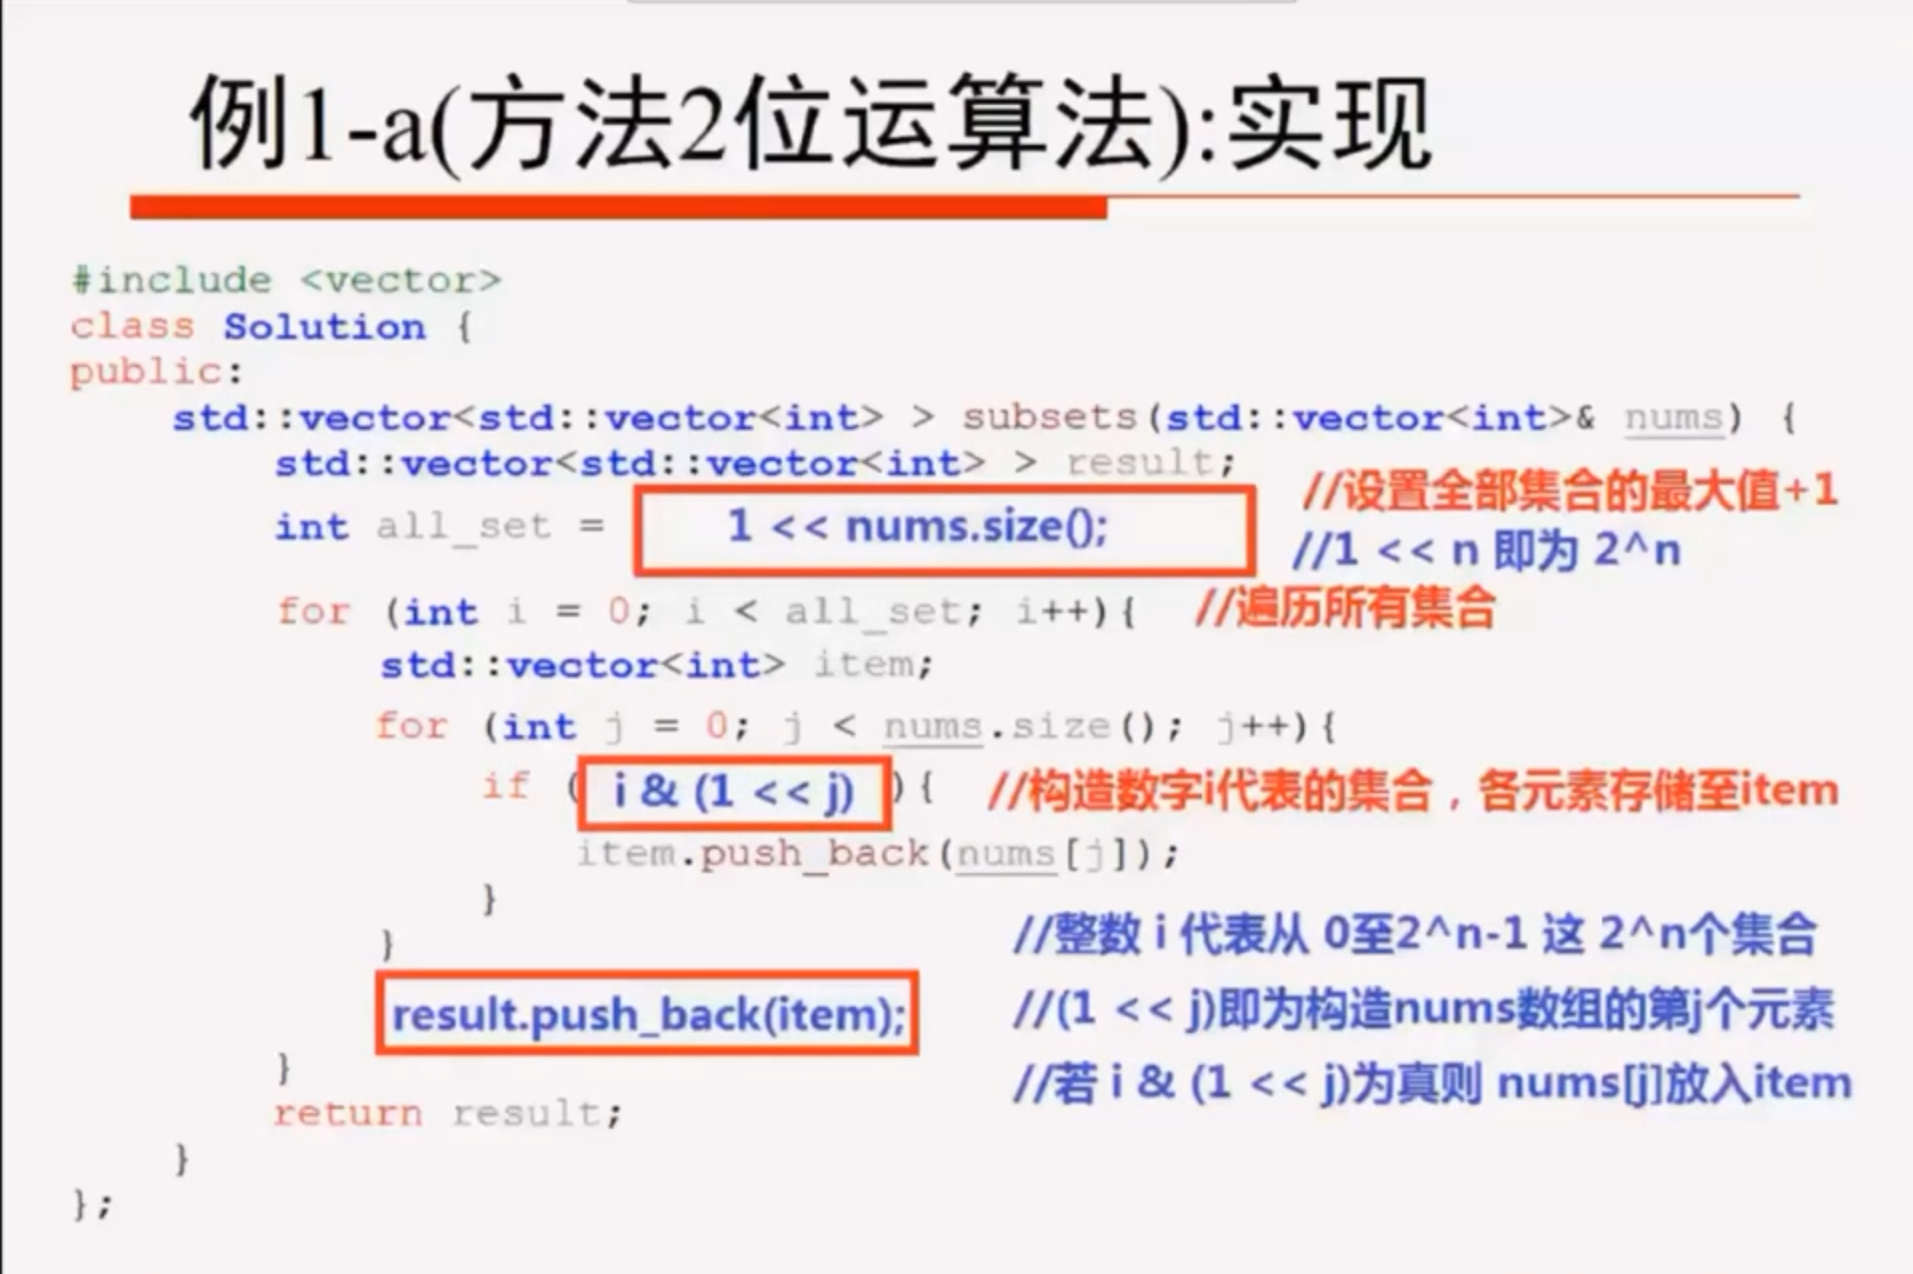 例1-a(方法2位运算法):实现
#include <vector>
class Solution {
public:
std::vector<std::vector<int> > subsets(std::vector<int>& nums) {
std::vector<std::vector<int> > result;
//设置全部集合的最大值+1
int all_set = 1 << nums.size();
//1 << n 即为 2^n
for (int i = 0; i < all_set; i++){ //遍历所有集合
std::vector<int> item;
for (int j = 0; j < nums.size(); j++){
if ( i & (1 << j) ){ //构造数字i代表的集合，各元素存储至item
item.push_back(nums[j]);
}
}
//整数 i 代表从 0至2^n-1 这 2^n个集合
result.push_back(item);
//(1 << j)即为构造nums数组的第j个元素
}
//若 i & (1 << j)为真则 nums[j]放入item
return result;
}
};